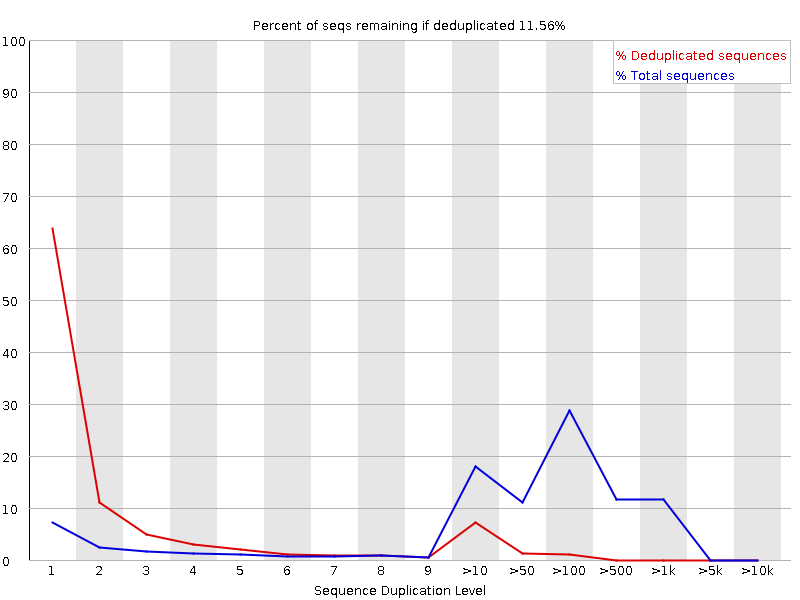 Percent of seqs remaining if deduplicated 11.56%
% Deduplicated sequences
% Total sequences
100
90
80
70
60
50
40
30
20
10
0
1 2 3 4 5 6 7 8 9 >10 >50 >100 >500 >1k >5k >10k
Sequence Duplication Level